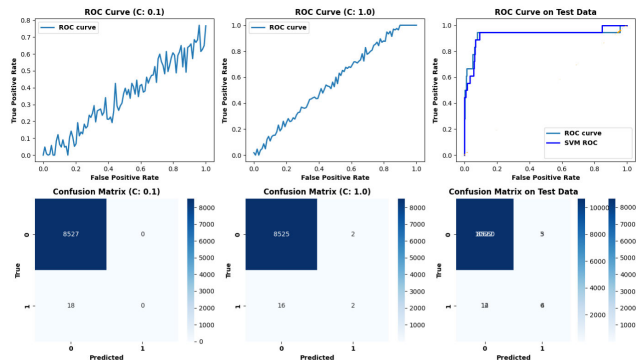 ROC Curve (C: 0.1)
True Positive Rate
0.8
0.7
0.6
0.5
0.4
0.3
0.2
0.1
0.0
ROC curve
0.0 0.2 0.4 0.6 0.8 1.0
False Positive Rate
ROC Curve (C: 1.0)
True Positive Rate
1.0
0.8
0.6
0.4
0.2
0.0
ROC curve
0.0 0.2 0.4 0.6 0.8 1.0
False Positive Rate
ROC Curve on Test Data
True Positive Rate
1.0
0.8
0.6
0.4
0.2
0.0
ROC curve
SVM ROC
0.0 0.2 0.4 0.6 0.8 1.0
False Positive Rate
Confusion Matrix (C: 0.1)
True
0
8527 0
1
18 0
0 1
Predicted
8000
7000
6000
5000
4000
3000
2000
1000
0
Confusion Matrix (C: 1.0)
True
0
8525 2
1
16 2
0 1
Predicted
8000
7000
6000
5000
4000
3000
2000
1000
Confusion Matrix on Test Data
True
0
1
0 1
Predicted
10000
8000
6000
4000
2000
8000
7000
6000
5000
4000
3000
2000
1000